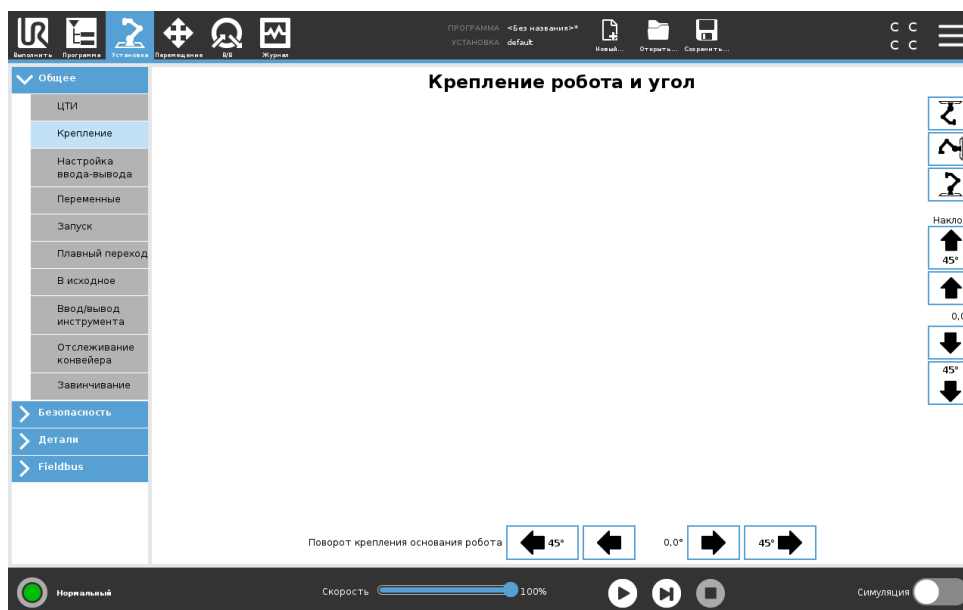 ПРОГРАММА <Без названия>*
УСТАНОВКА default
Выполнить Программа Установка Перемещение В/В Журнал
Новый... Открыть... Сохранить...
C C
C C
Общее
ЦТИ
Крепление
Настройка
ввода-вывода
Переменные
Запуск
Плавный переход
В исходное
Ввод/вывод
инструмента
Отслеживание
конвейера
Завинчивание
Безопасность
Детали
Fieldbus
Крепление робота и угол
Накло
45°
0,0
45°
Поворот крепления основания робота 45° 0,0° 45°
Нормальный
Скорость 100%
Симуляция